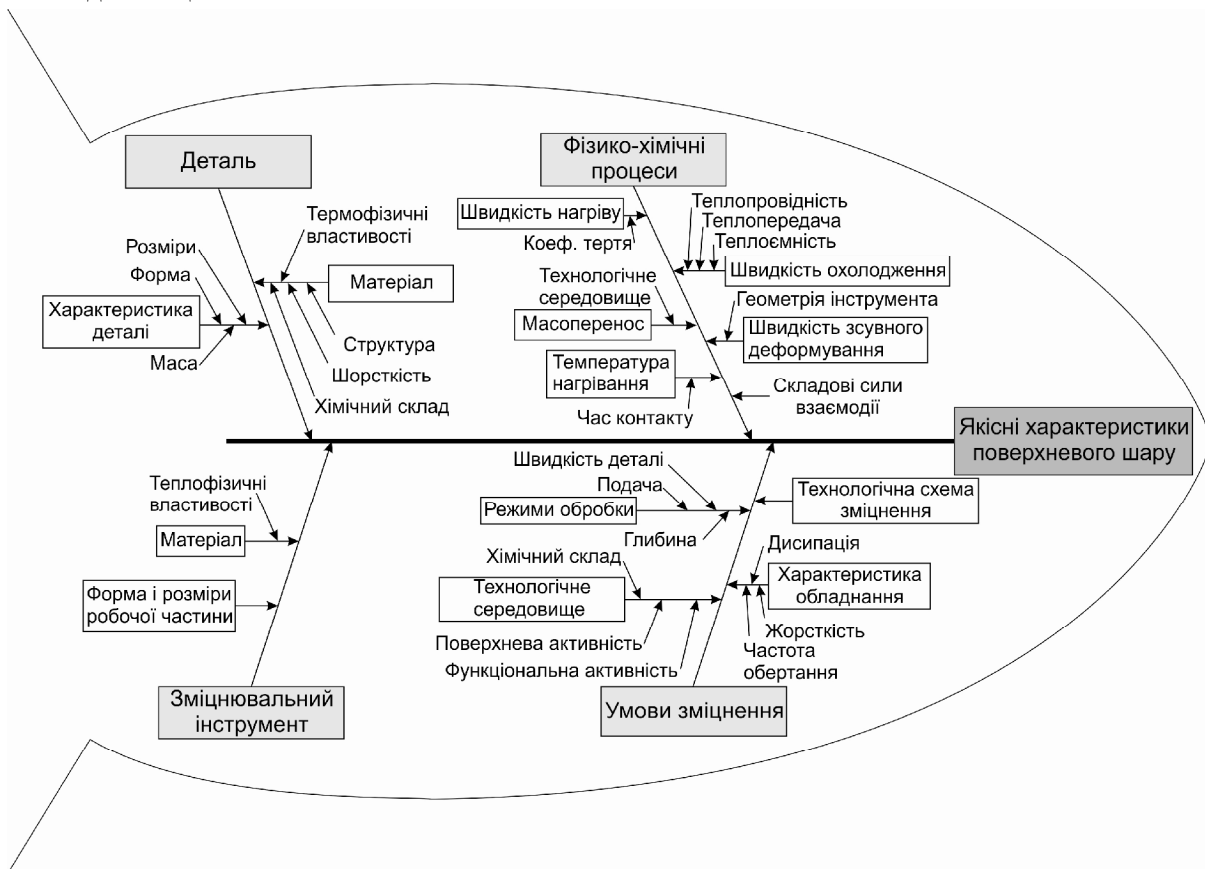 Деталь
Фізико-хімічні
процеси
Термофізичні
властивості
Розміри
Форма
Матеріал
Характеристика
деталі
Маса
Структура
Шорсткість
Хімічний склад
Швидкість нагріву
Коеф. тертя
Теплопровідність
Теплопередача
Теплоємність
Швидкість охолодження
Технологічне
середовище
Масоперенос
Геометрія інструмента
Швидкість зсувного
деформування
Температура
нагрівання
Час контакту
Складові сили
взаємодії
Якісні характеристики
поверхневого шару
Теплофізичні
властивості
Матеріал
Форма і розміри
робочої частини
Зміцнювальний
інструмент
Швидкість деталі
Подача
Режими обробки
Глибина
Технологічна схема
зміцнення
Хімічний склад
Технологічне
середовище
Поверхнева активність
Функціональна активність
Дисипація
Характеристика
обладнання
Жорсткість
Частота
обертання
Умови зміцнення